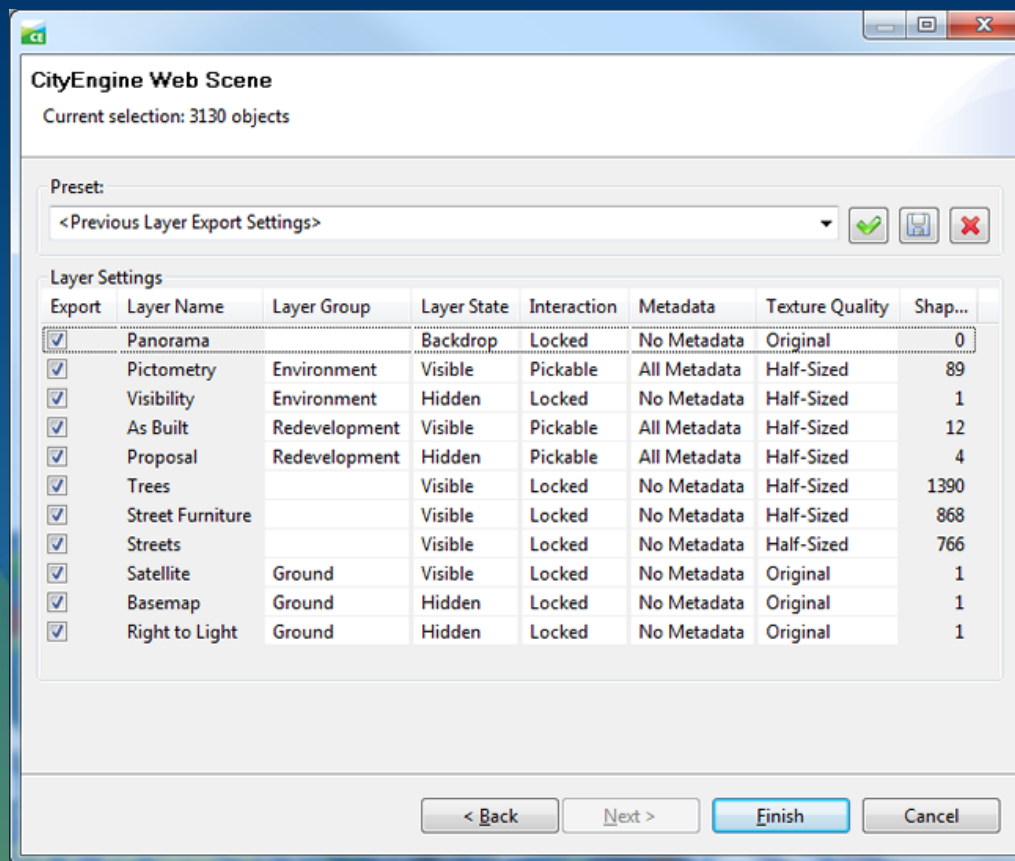 CE
CityEngine Web Scene
Current selection: 3130 objects
Preset:
<Previous Layer Export Settings>
Layer Settings
Export Layer Name Layer Group Layer State Interaction Metadata Texture Quality Shap...
Panorama Backdrop Locked No Metadata Original 0
Pictometry Environment Visible Pickable All Metadata Half-Sized 89
Visibility Environment Hidden Locked No Metadata Half-Sized 1
As Built Redevelopment Visible Pickable All Metadata Half-Sized 12
Proposal Redevelopment Hidden Pickable All Metadata Half-Sized 4
Trees Visible Locked No Metadata Half-Sized 1390
Street Furniture Visible Locked No Metadata Half-Sized 868
Streets Visible Locked No Metadata Half-Sized 766
Satellite Ground Visible Locked No Metadata Original 1
Basemap Ground Hidden Locked No Metadata Original 1
Right to Light Ground Hidden Locked No Metadata Original 1
< Back Next > Finish Cancel